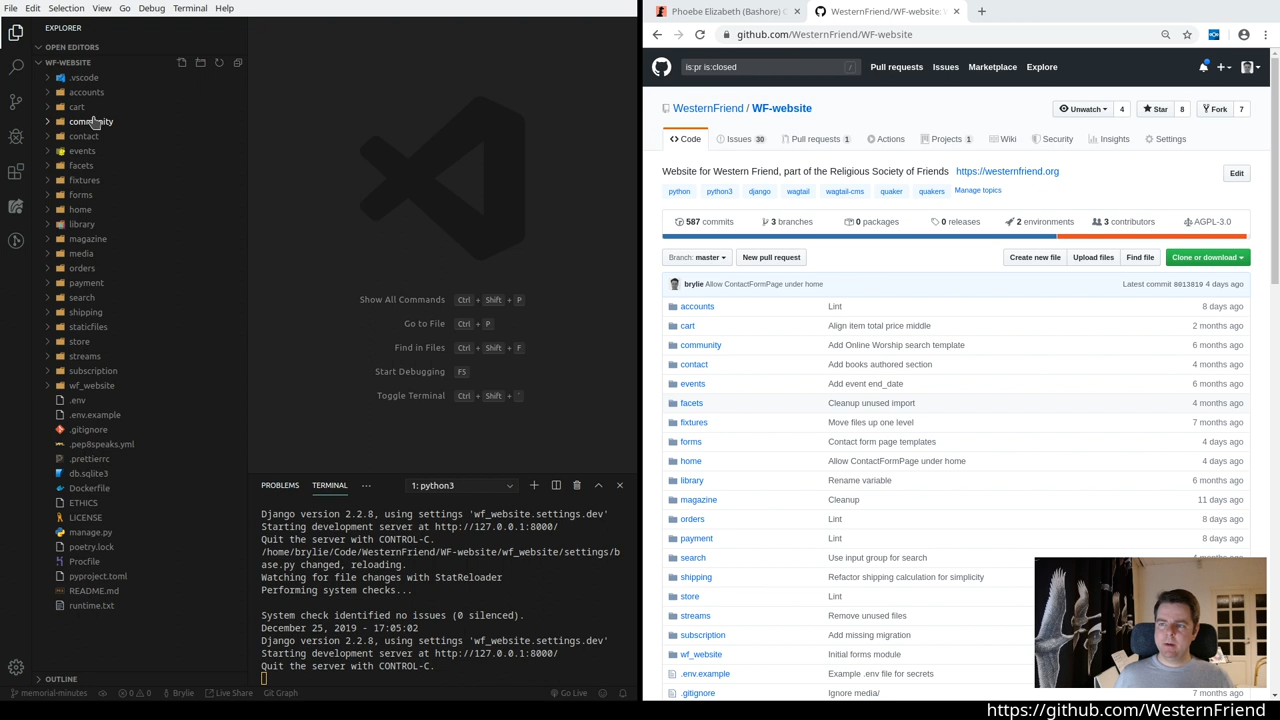 File Edit Selection View Go Debug Terminal Help
EXPLORER
OPEN EDITORS
WF-WEBSITE
.vscode
accounts
cart
community
contact
events
facets
fixtures
forms
home
library
magazine
media
orders
payment
search
shipping
staticfiles
store
streams
subscription
wf_website
.env
.env.example
.gitignore
.pep8speaks.yml
.prettierrc
db.sqlite3
Dockerfile
ETHICS
LICENSE
manage.py
poetry.lock
Procfile
pyproject.toml
README.md
runtime.txt
OUTLINE
memorial-minutes 0 0 Brylie Live Share Git Graph Go Live
Show All Commands Ctrl + Shift + P
Go to File Ctrl + P
Find in Files Ctrl + Shift + F
Start Debugging F5
Toggle Terminal Ctrl + Shift + `
PROBLEMS TERMINAL ··· 1: python3
Django version 2.2.8, using settings 'wf_website.settings.dev'
Starting development server at http://127.0.0.1:8000/
Quit the server with CONTROL-C.
/home/brylie/Code/WesternFriend/WF-website/wf_website/settings/b
ase.py changed, reloading.
Watching for file changes with StatReloader
Performing system checks...
System check identified no issues (0 silenced).
December 25, 2019 - 17:05:02
Django version 2.2.8, using settings 'wf_website.settings.dev'
Starting development server at http://127.0.0.1:8000/
Quit the server with CONTROL-C.
Phoebe Elizabeth (Bashore) C
WesternFriend/WF-website: W
github.com/WesternFriend/WF-website
is:pr is:closed / Pull requests Issues Marketplace Explore
WesternFriend / WF-website Unwatch 4 Star 8 Fork 7
Code Issues 30 Pull requests 1 Actions Projects 1 Wiki Security Insights Settings
Website for Western Friend, part of the Religious Society of Friends https://westernfriend.org Edit
python python3 django wagtail wagtail-cms quaker quakers Manage topics
587 commits 3 branches 0 packages 0 releases 2 environments 3 contributors AGPL-3.0
Branch: master New pull request Create new file Upload files Find file Clone or download
brylie Allow ContactFormPage under home Latest commit 8013819 4 days ago
accounts Lint 8 days ago
cart Align item total price middle 2 months ago
community Add Online Worship search template 6 months ago
contact Add books authored section 4 months ago
events Add event end_date 6 months ago
facets Cleanup unused import 4 months ago
fixtures Move files up one level 7 months ago
forms Contact form page templates 4 days ago
home Allow ContactFormPage under home 4 days ago
library Rename variable 6 months ago
magazine Cleanup 11 days ago
orders Lint 8 days ago
payment Lint 8 days ago
search Use input group for search
shipping Refactor shipping calculation for simplicity
store Lint
streams Remove unused files
subscription Add missing migration
wf_website Initial forms module
.env.example Example .env file for secrets
.gitignore Ignore media/ 7 months ago
https://github.com/WesternFriend